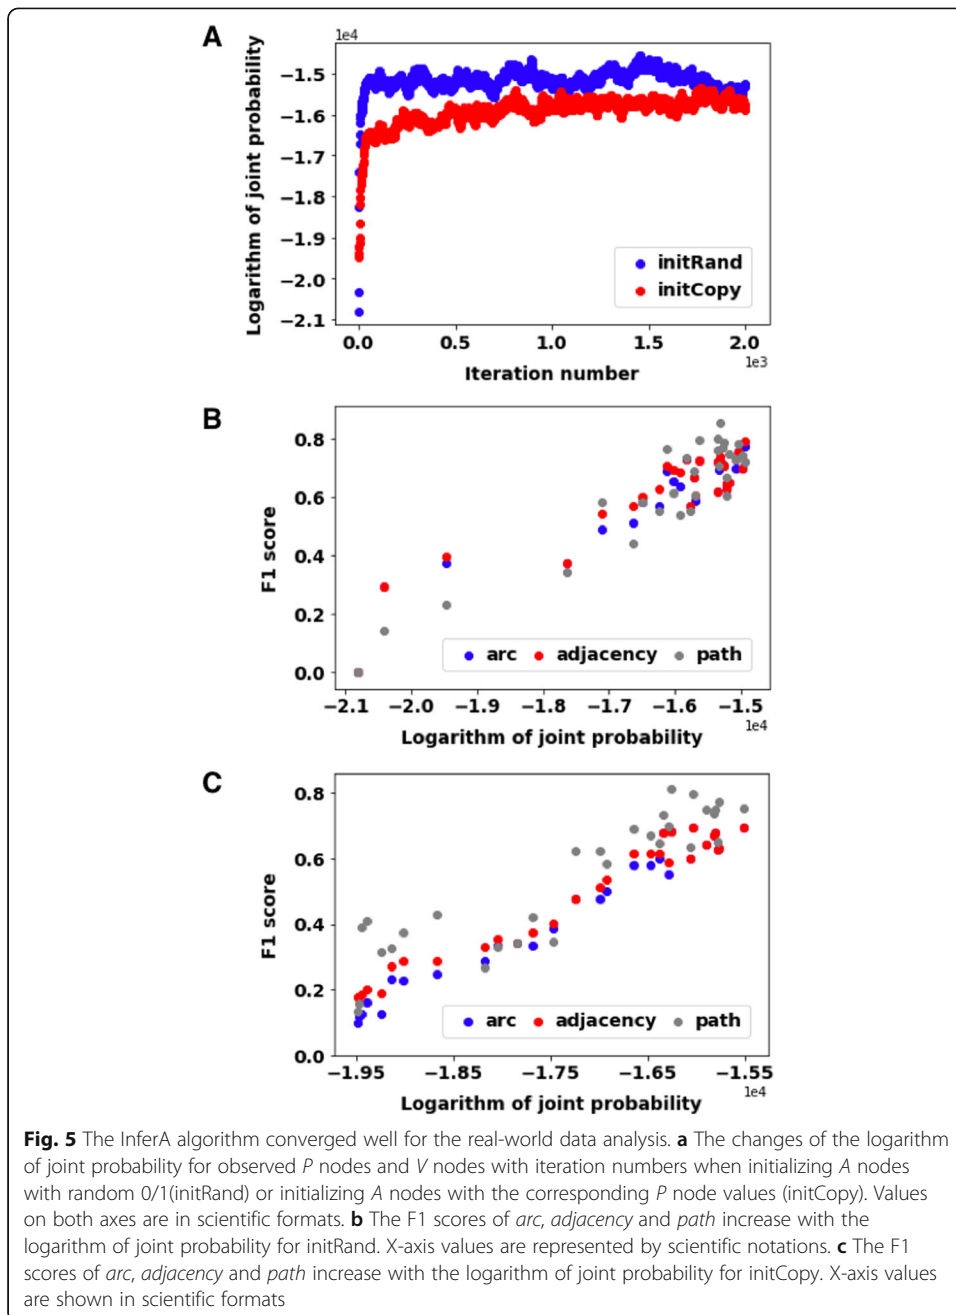 A
1e4
Logarithm of joint probability
−1.5
−1.6
−1.7
−1.8
−1.9
−2.0
−2.1
initRand
initCopy
0.0 0.5 1.0 1.5 2.0
1e3
Iteration number
B
F1 score
0.8
0.6
0.4
0.2
0.0
arc adjacency path
−2.1 −2.0 −1.9 −1.8 −1.7 −1.6 −1.5
1e4
Logarithm of joint probability
C
F1 score
0.8
0.6
0.4
0.2
0.0
arc adjacency path
−1.95 −1.85 −1.75 −1.65 −1.55
1e4
Logarithm of joint probability
Fig. 5 The InferA algorithm converged well for the real-world data analysis. a The changes of the logarithm
of joint probability for observed P nodes and V nodes with iteration numbers when initializing A nodes
with random 0/1(initRand) or initializing A nodes with the corresponding P node values (initCopy). Values
on both axes are in scientific formats. b The F1 scores of arc, adjacency and path increase with the
logarithm of joint probability for initRand. X-axis values are represented by scientific notations. c The F1
scores of arc, adjacency and path increase with the logarithm of joint probability for initCopy. X-axis values
are shown in scientific formats